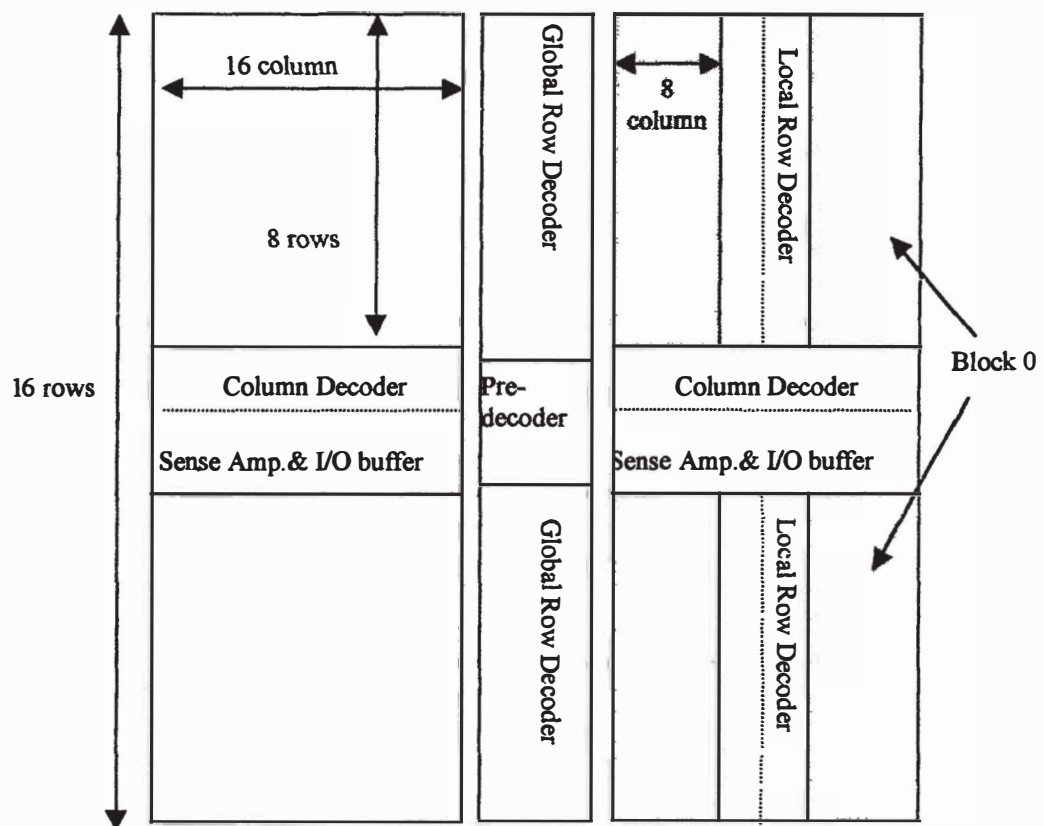 16 column
8 rows
16 rows
Column Decoder
Sense Amp.& I/O buffer
Global Row Decoder
Pre-
decoder
Global Row Decoder
8
column
Local Row Decoder
Column Decoder
Sense Amp.& I/O buffer
Local Row Decoder
Block 0